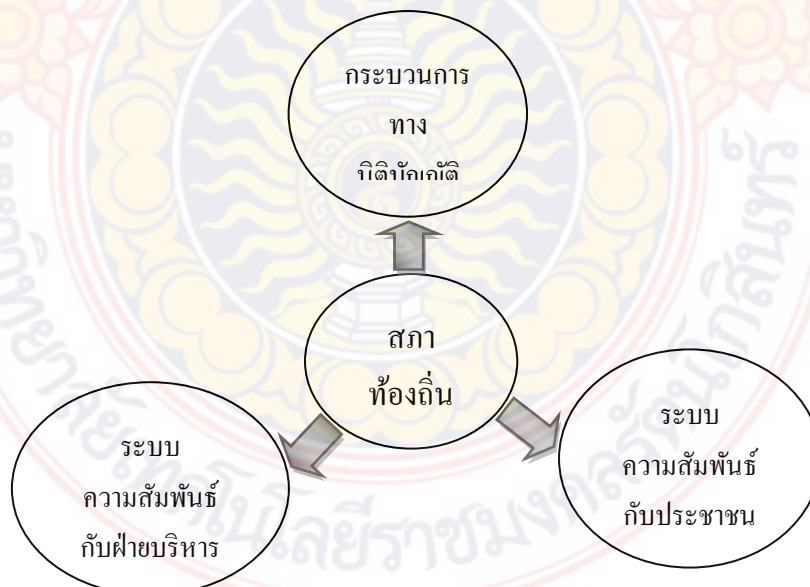 กระบวนการ
ทาง
นิติบัญญัติ
สภา
ท้องถิ่น
ระบบ
ความสัมพันธ์
กับฝ่ายบริหาร
ระบบ
ความสัมพันธ์
กับประชาชน